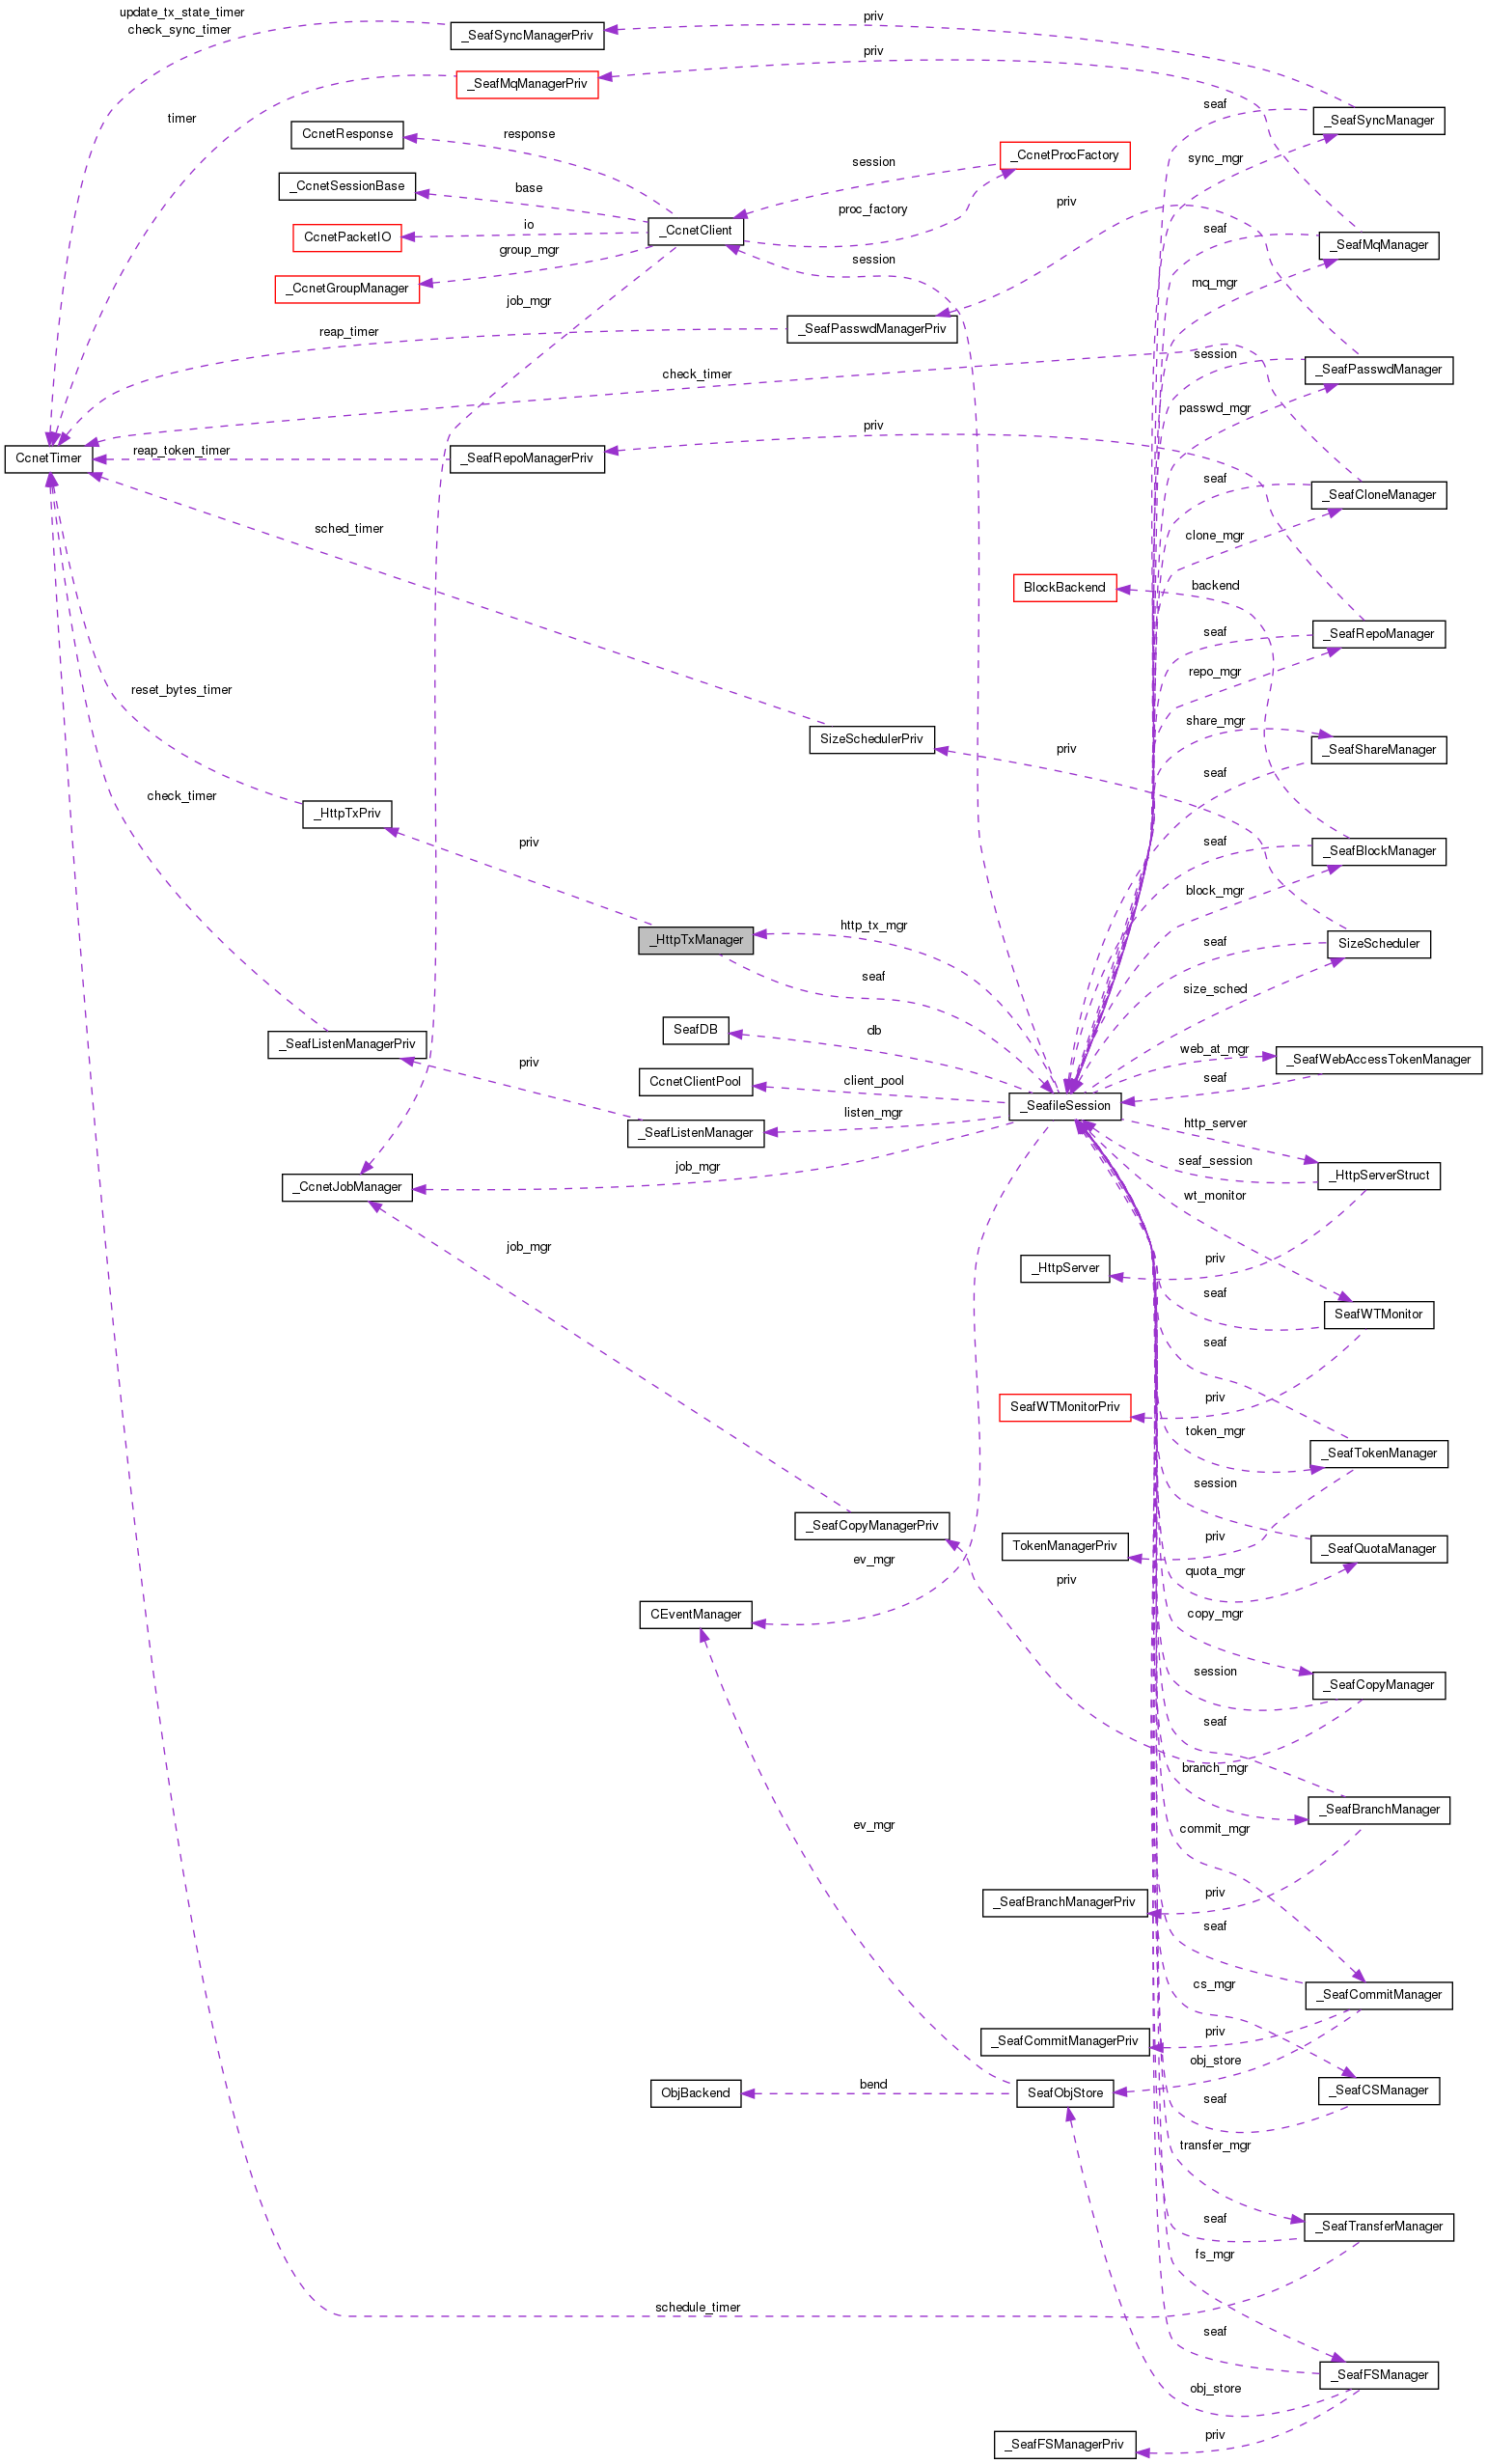 update_tx_state_timer
check_sync_timer
priv
_SeafSyncManagerPriv
priv
_SeafMqManagerPriv
seaf
_SeafSyncManager
timer
CcnetResponse
response
session
_CcnetProcFactory
sync_mgr
_CcnetSessionBase
base
priv
proc_factory
io
_CcnetClient
seaf
CcnetPacketIO
_SeafMqManager
group_mgr
session
mq_mgr
_CcnetGroupManager
job_mgr
reap_timer
_SeafPasswdManagerPriv
session
check_timer
_SeafPasswdManager
passwd_mgr
priv
CcnetTimer
reap_token_timer
_SeafRepoManagerPriv
seaf
_SeafCloneManager
sched_timer
clone_mgr
BlockBackend
backend
seaf
_SeafRepoManager
repo_mgr
reset_bytes_timer
share_mgr
SizeSchedulerPriv
priv
_SeafShareManager
seaf
check_timer
_HttpTxPriv
priv
seaf
_SeafBlockManager
block_mgr
http_tx_mgr
_HttpTxManager
seaf
SizeScheduler
seaf
size_sched
SeafDB
db
_SeafListenManagerPriv
web_at_mgr
_SeafWebAccessTokenManager
priv
CcnetClientPool
client_pool
seaf
_SeafileSession
listen_mgr
_SeafListenManager
http_server
job_mgr
seaf_session
_HttpServerStruct
_CcnetJobManager
wt_monitor
job_mgr
_HttpServer
priv
seaf
SeafWTMonitor
seaf
SeafWTMonitorPriv
priv
token_mgr
_SeafTokenManager
session
_SeafCopyManagerPriv
priv
TokenManagerPriv
_SeafQuotaManager
ev_mgr
priv
quota_mgr
CEventManager
copy_mgr
session
_SeafCopyManager
seaf
branch_mgr
_SeafBranchManager
ev_mgr
commit_mgr
_SeafBranchManagerPriv
priv
seaf
cs_mgr
_SeafCommitManager
_SeafCommitManagerPriv
priv
obj_store
ObjBackend
bend
SeafObjStore
seaf
_SeafCSManager
transfer_mgr
seaf
_SeafTransferManager
fs_mgr
schedule_timer
seaf
_SeafFSManager
obj_store
_SeafFSManagerPriv
priv